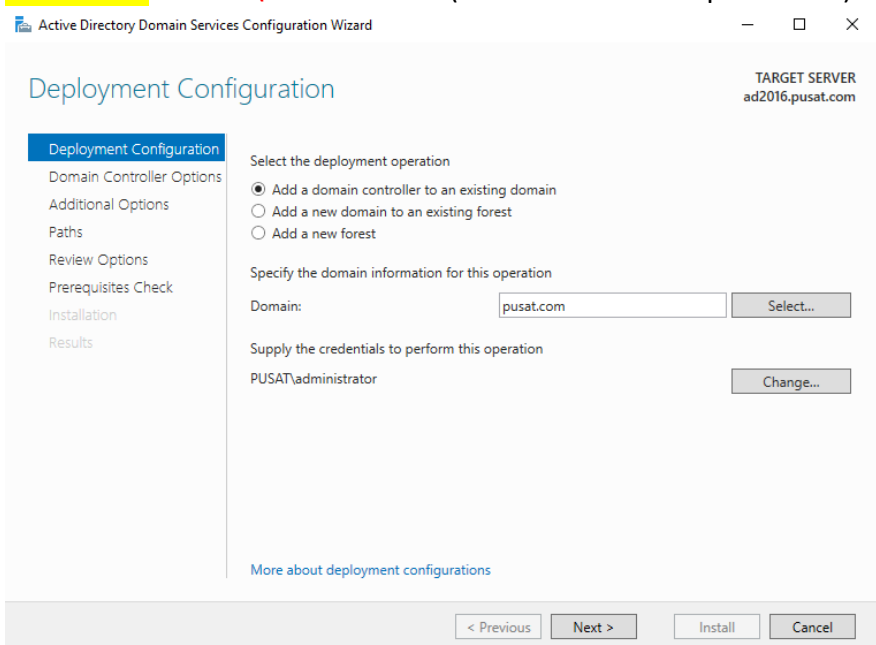 Active Directory Domain Services Configuration Wizard
Deployment Configuration
TARGET SERVER
ad2016.pusat.com
Deployment Configuration
Domain Controller Options
Additional Options
Paths
Review Options
Prerequisites Check
Installation
Results
Select the deployment operation
Add a domain controller to an existing domain
Add a new domain to an existing forest
Add a new forest
Specify the domain information for this operation
Domain:
pusat.com
Select...
Supply the credentials to perform this operation
PUSAT\administrator
Change...
More about deployment configurations
< Previous
Next >
Install
Cancel